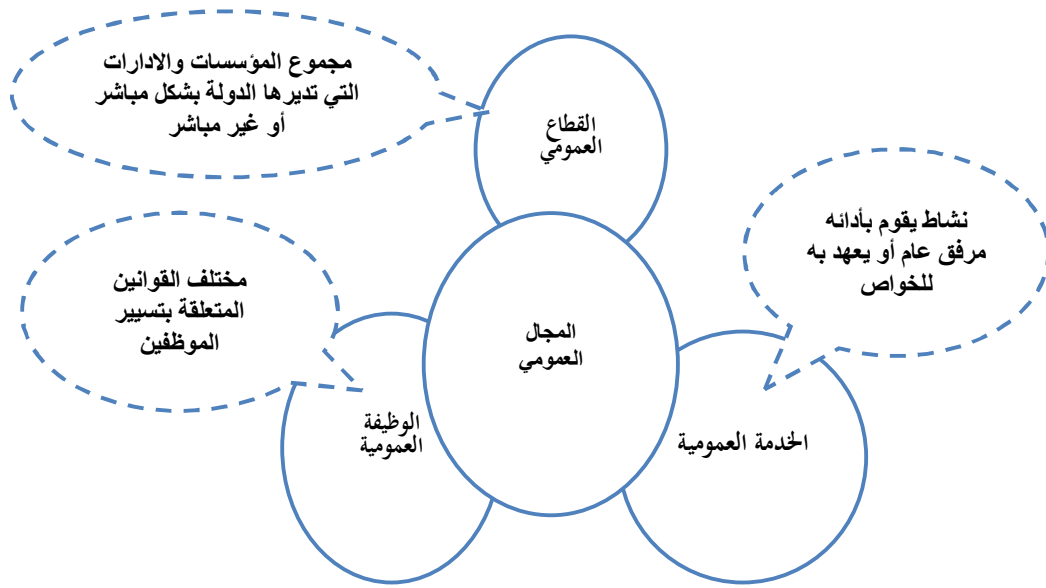 مجموع المؤسسات والادارات
التي تديرها الدولة بشكل مباشر
أو غير مباشر
القطاع
العمومي
نشاط يقوم بأدائه
مرفق عام أو يعهد به
للخواص
مختلف القوانين
المتعلقة بتسيير
الموظفين
المجال
العمومي
الوظيفة
العمومية
الخدمة العمومية